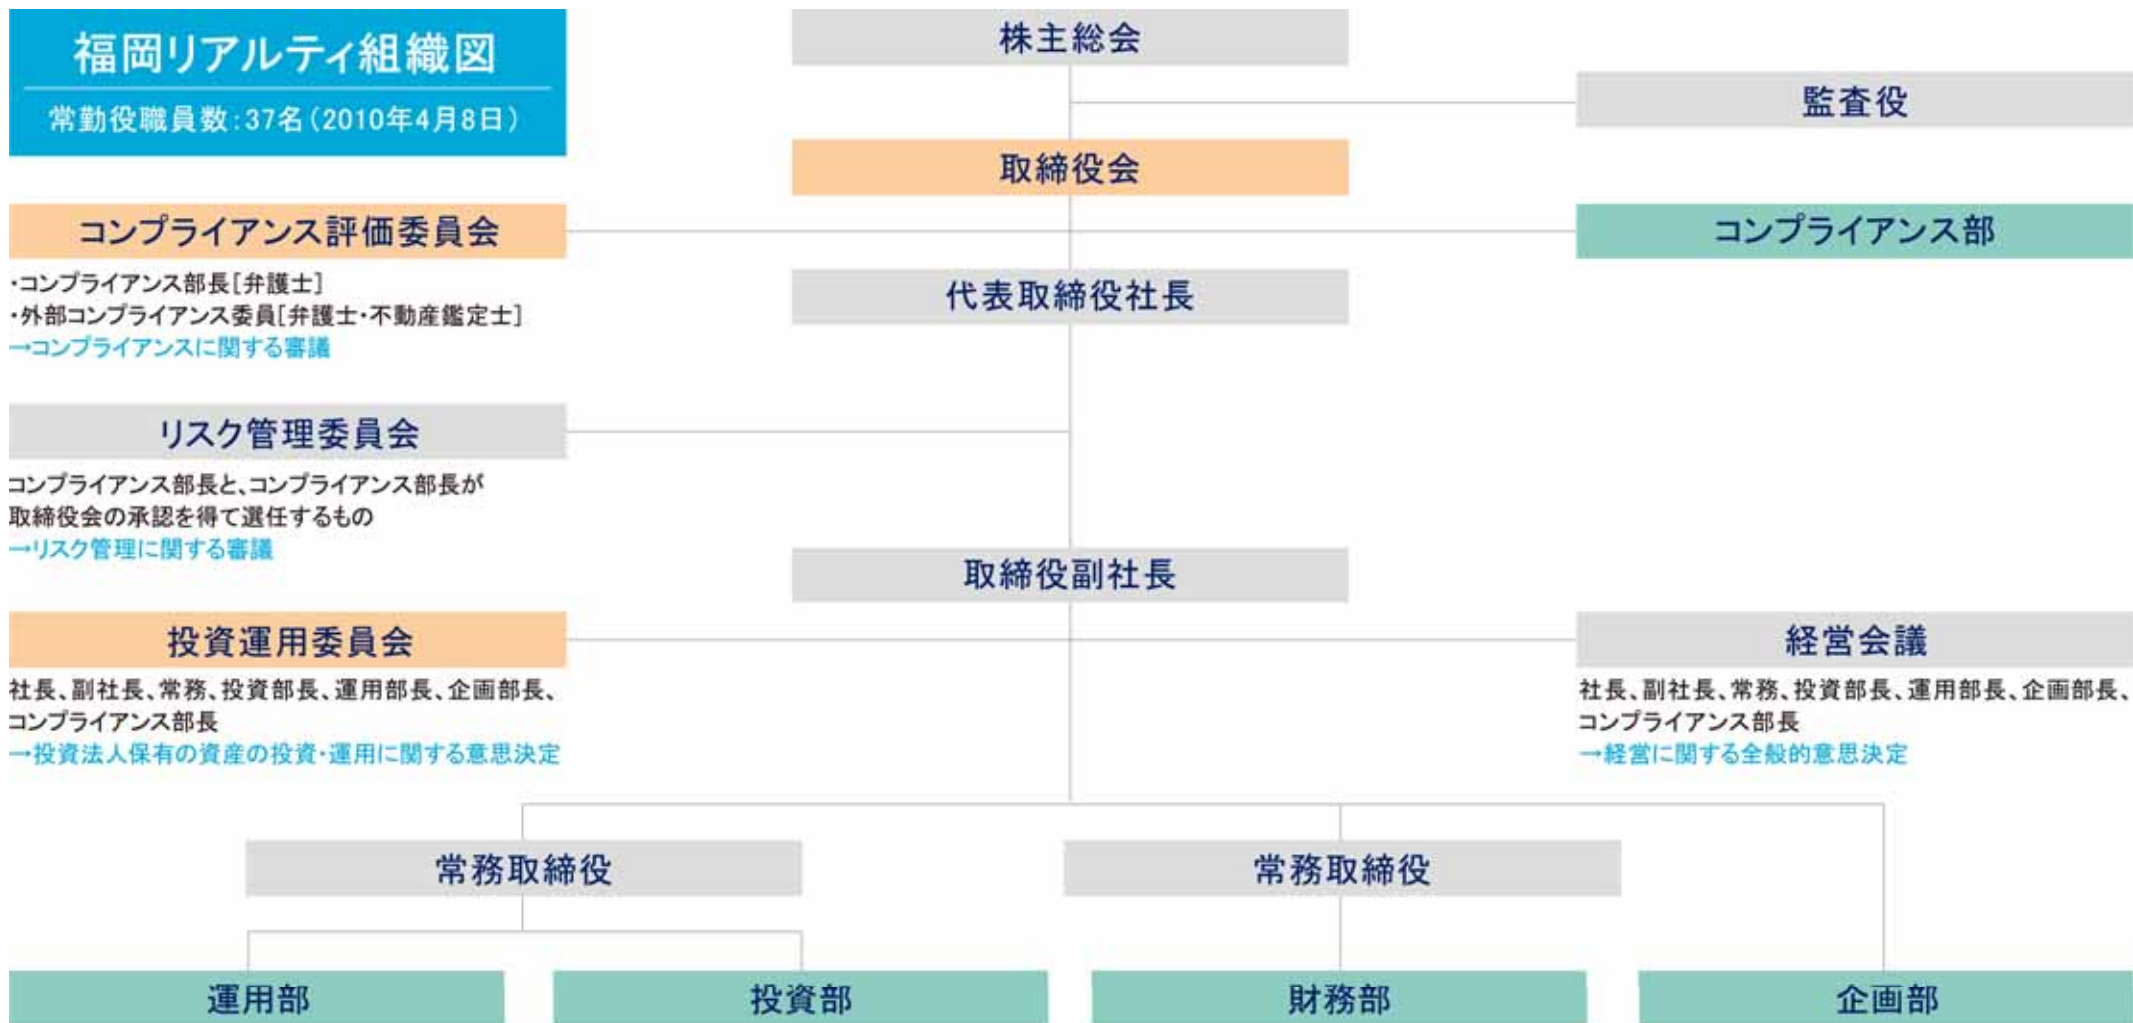 福岡リアルティ組織図
常勤役職員数:37名(2010年4月8日)
株主総会
監査役
取締役会
コンプライアンス評価委員会
コンプライアンス部
・コンプライアンス部長[弁護士]
・外部コンプライアンス委員[弁護士・不動産鑑定士]
→コンプライアンスに関する審議
代表取締役社長
リスク管理委員会
コンプライアンス部長と、コンプライアンス部長が
取締役会の承認を得て選任するもの
→リスク管理に関する審議
取締役副社長
投資運用委員会
社長、副社長、常務、投資部長、運用部長、企画部長、
コンプライアンス部長
→投資法人保有の資産の投資・運用に関する意思決定
経営会議
社長、副社長、常務、投資部長、運用部長、企画部長、
コンプライアンス部長
→経営に関する全般的意思決定
常務取締役
常務取締役
運用部
投資部
財務部
企画部